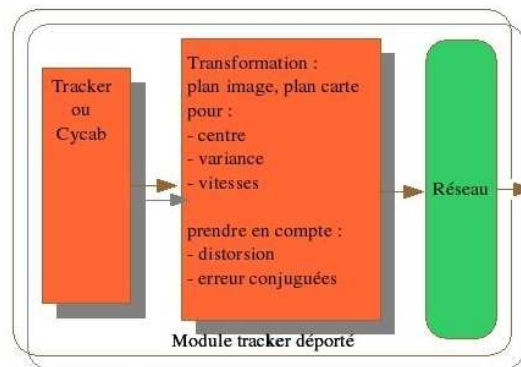 Tracker
ou
Cycab
Transformation :
plan image, plan carte
pour :
- centre
- variance
- vitesses
prendre en compte :
- distorsion
- erreur conjuguées
Réseau
Module tracker déporté